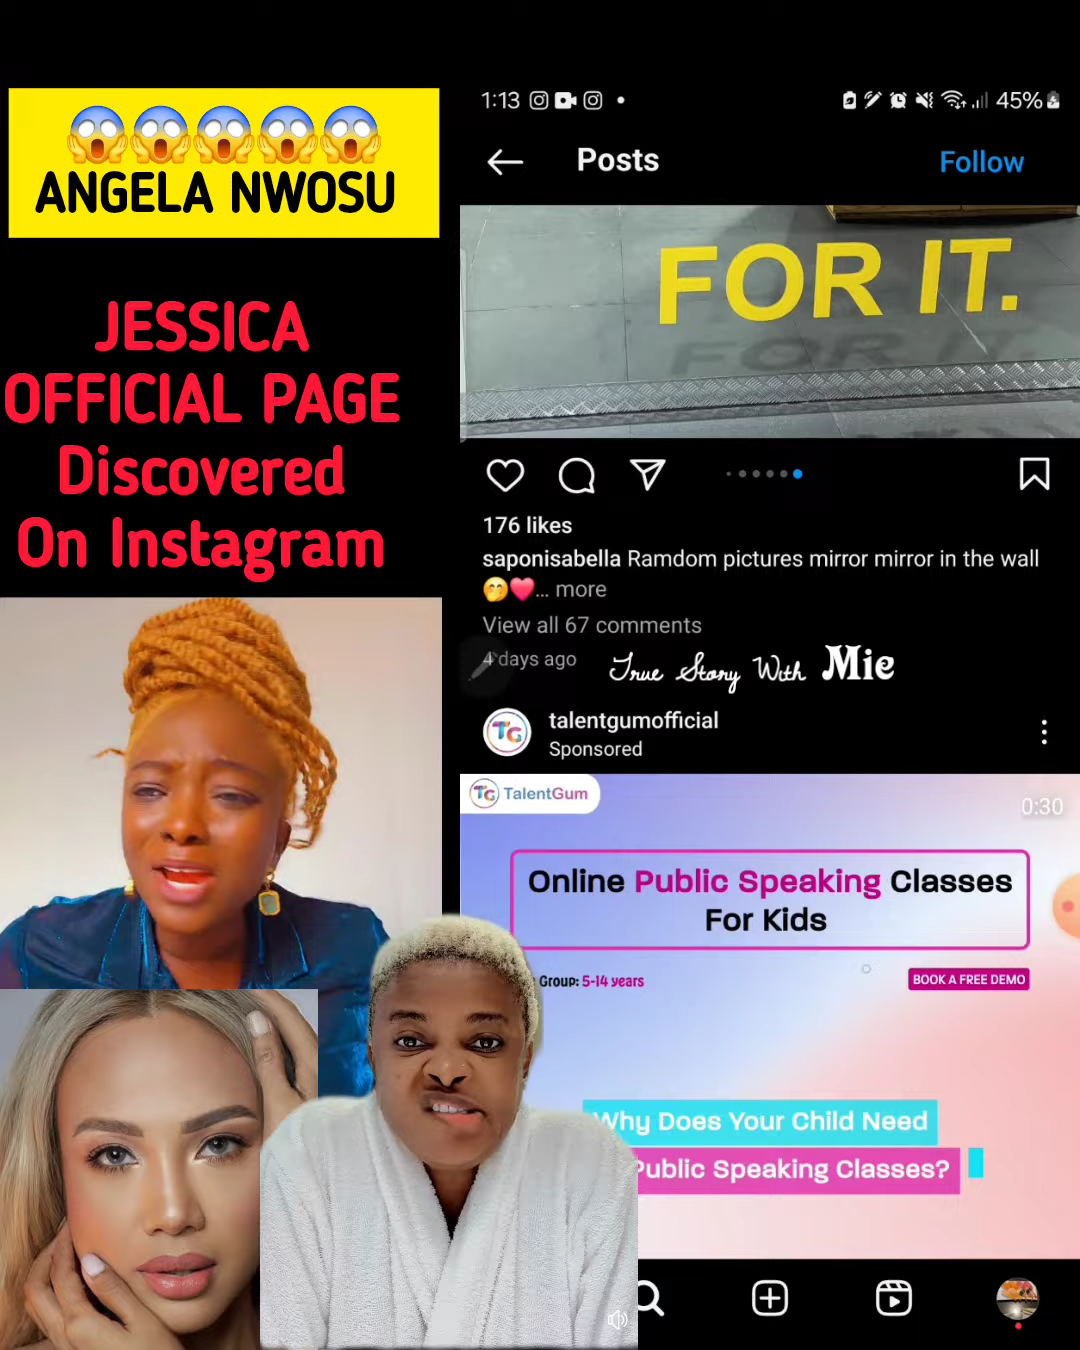 ANGELA NWOSU
JESSICA
OFFICIAL PAGE
Discovered
On Instagram
1:13
45%
Posts
Follow
FOR IT.
176 likes
saponisabella Ramdom pictures mirror mirror in the wall
... more
View all 67 comments
4 days ago
True Story With Mie
talentgumofficial
Sponsored
TG
TG TalentGum
0:30
Online Public Speaking Classes
For Kids
Group: 5-14 years
BOOK A FREE DEMO
Why Does Your Child Need
Public Speaking Classes?